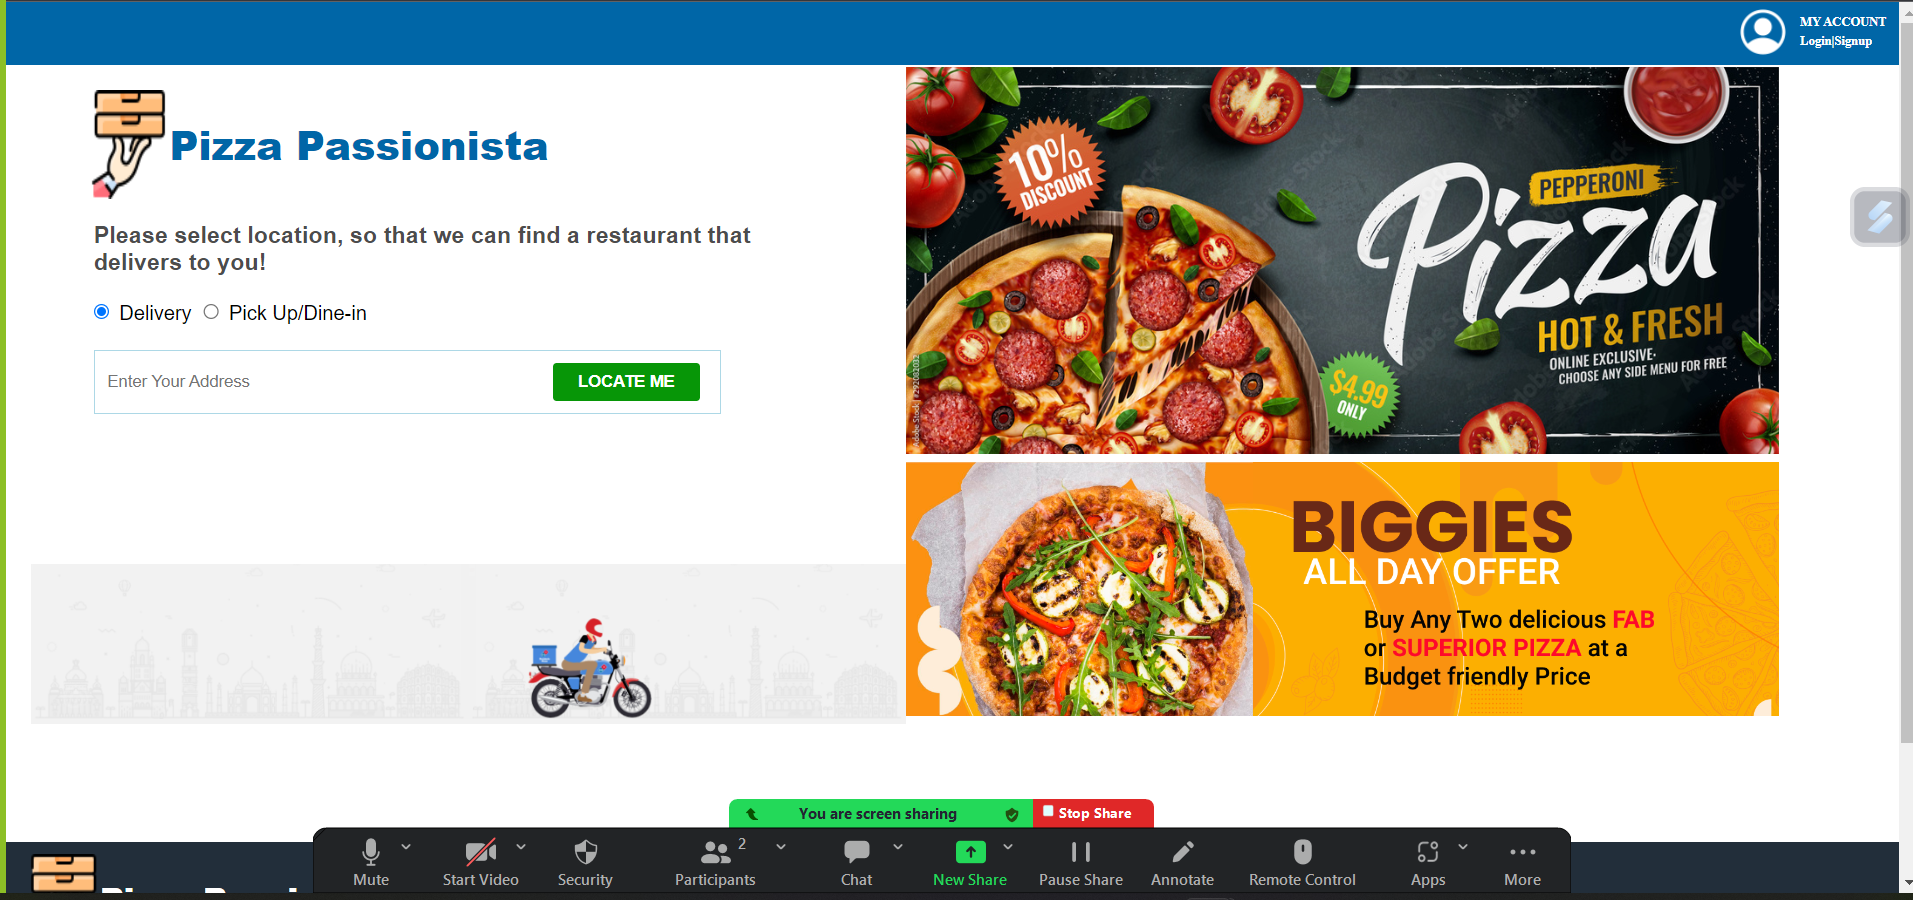 MY ACCOUNT
Login|Signup
Pizza Passionista
Please select location, so that we can find a restaurant that
delivers to you!
Delivery
Pick Up/Dine-in
Enter Your Address
LOCATE ME
10%
DISCOUNT
PEPPERONI
Pizza
HOT & FRESH
ONLINE EXCLUSIVE·
CHOOSE ANY SIDE MENU FOR FREE
$4.99
ONLY
Adobe Stock
BIGGIES
ALL DAY OFFER
Buy Any Two delicious FAB
or SUPERIOR PIZZA at a
Budget friendly Price
You are screen sharing
Stop Share
Mute
Start Video
Security
Participants
2
Chat
New Share
Pause Share
Annotate
Remote Control
Apps
More